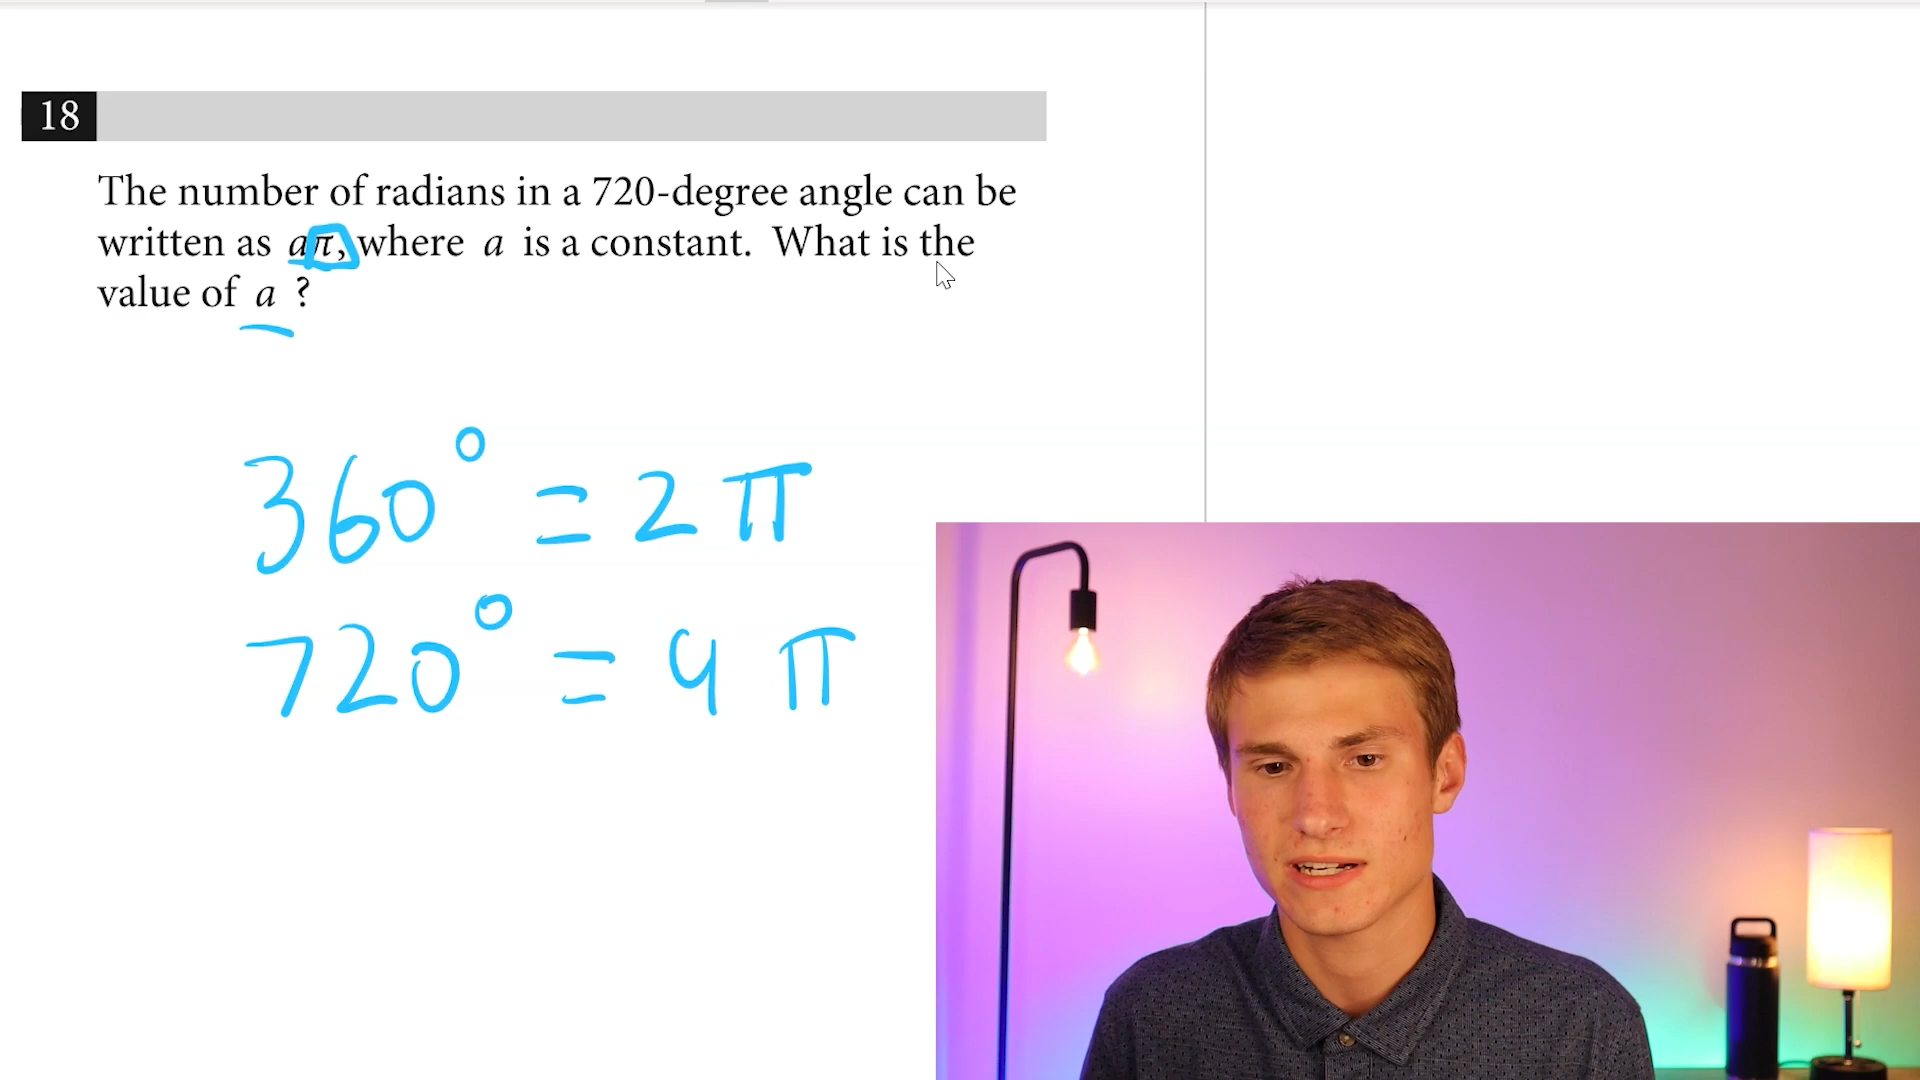 18
The number of radians in a 720-degree angle can be
written as aπ, where a is a constant. What is the
value of a ?
360° = 2π
720° = 4π